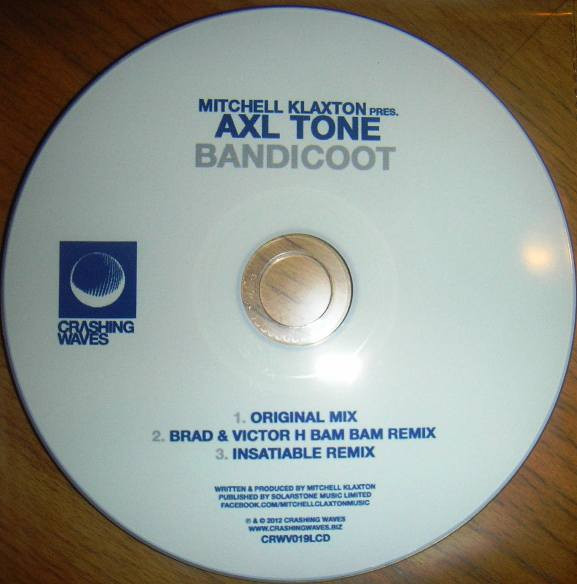 MITCHELL KLAXTON PRES.
AXL TONE
BANDICOOT
CRASHING
WAVES
1. ORIGINAL MIX
2. BRAD & VICTOR H BAM BAM REMIX
3. INSATIABLE REMIX
WRITTEN & PRODUCED BY MITCHELL KLAXTON
PUBLISHED BY SOLARSTONE MUSIC LIMITED
FACEBOOK.COM/MITCHELLCLAXTONMUSIC
℗ & © 2012 CRASHING WAVES
WWW.CRASHINGWAVES.BIZ
CRWV019LCD